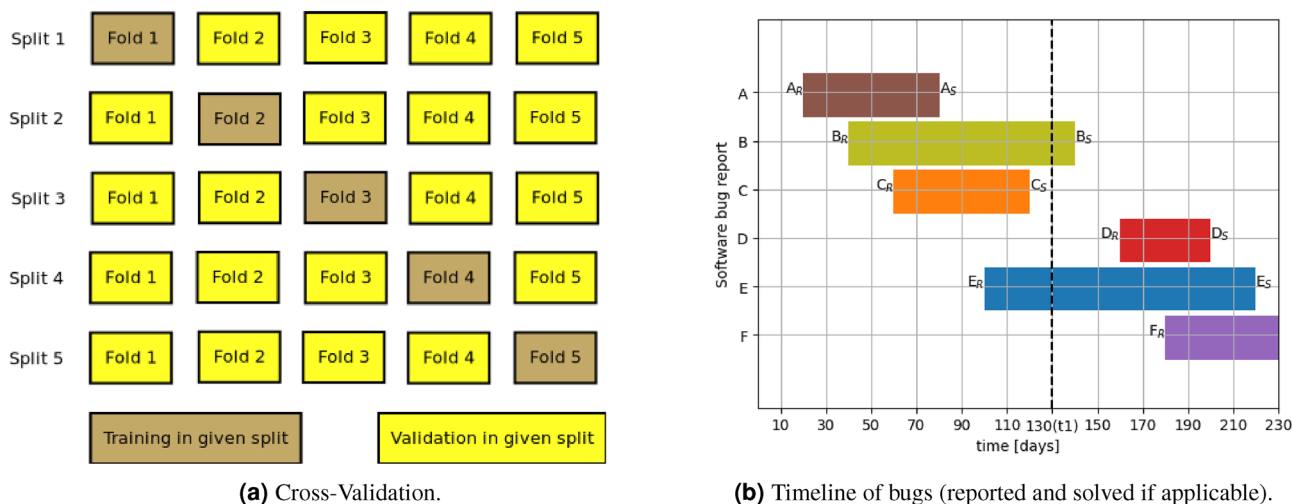 Split 1 Fold 1 Fold 2 Fold 3 Fold 4 Fold 5
Split 2 Fold 1 Fold 2 Fold 3 Fold 4 Fold 5
Split 3 Fold 1 Fold 2 Fold 3 Fold 4 Fold 5
Split 4 Fold 1 Fold 2 Fold 3 Fold 4 Fold 5
Split 5 Fold 1 Fold 2 Fold 3 Fold 4 Fold 5
Training in given split Validation in given split
(a) Cross-Validation.
Software bug report
A A_R A_S
B B_R B_S
C C_R C_S
D D_R D_S
E E_R E_S
F F_R
10 30 50 70 90 110 130(t1) 150 170 190 210 230
time [days]
(b) Timeline of bugs (reported and solved if applicable).